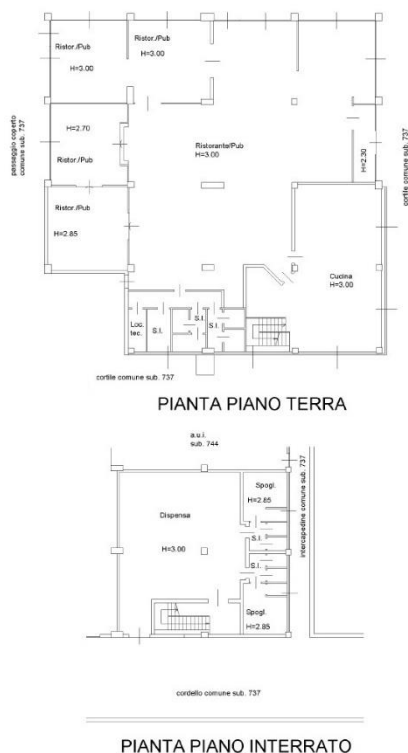 Ristor./Pub
H=3.00
Ristor./Pub
H=3.00
passeggio coperto
comune sub. 737
H=2.70
Ristor./Pub
Ristorante/Pub
H=3.00
H=2.30
cortile comune sub. 737
Ristor./Pub
H=2.85
Cucina
H=3.00
Loc.
tec.
S.I.
S.I.
S.I.
cortile comune sub. 737
PIANTA PIANO TERRA
a.u.i.
sub. 744
Spogl.
H=2.85
intercapedine comune sub. 737
Dispensa
H=3.00
S.I.
S.I.
Spogl.
H=2.85
cordello comune sub. 737
PIANTA PIANO INTERRATO